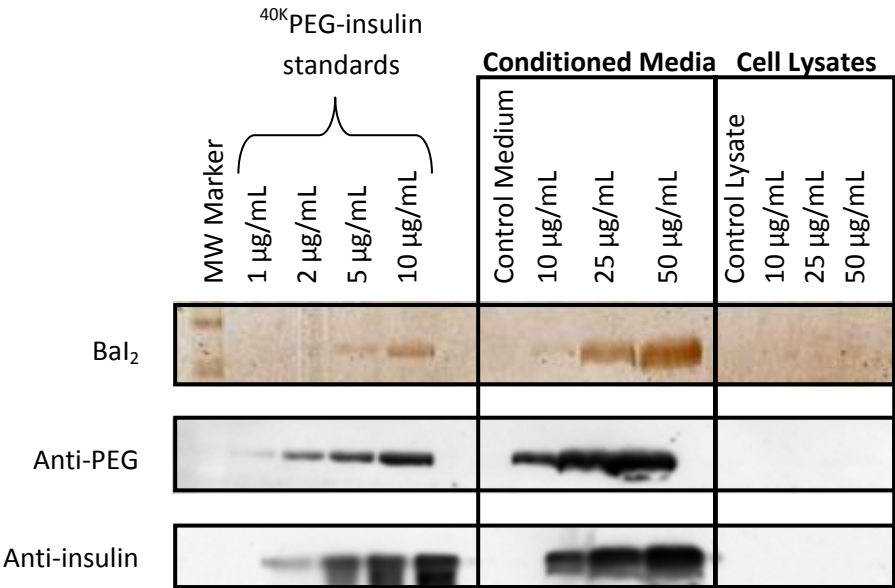 ⁴⁰ᴷPEG-insulin
standards
Conditioned Media
Cell Lysates
MW Marker
1 µg/mL
2 µg/mL
5 µg/mL
10 µg/mL
Control Medium
10 µg/mL
25 µg/mL
50 µg/mL
Control Lysate
10 µg/mL
25 µg/mL
50 µg/mL
BaI₂
Anti-PEG
Anti-insulin